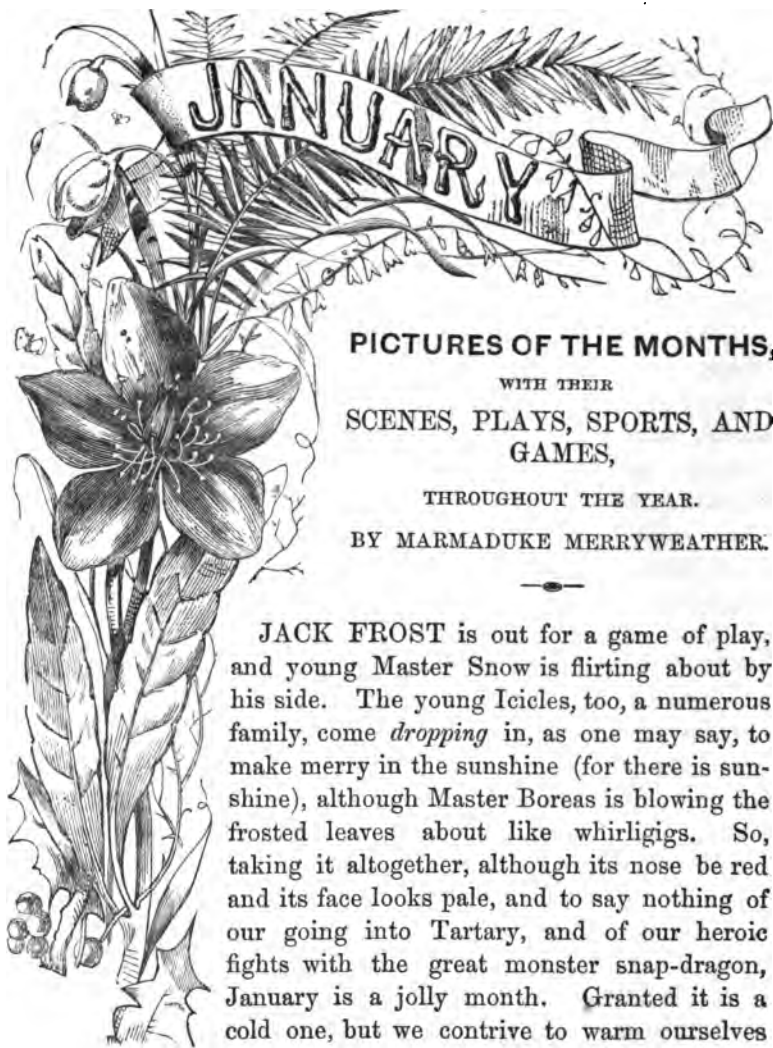 JANUARY
PICTURES OF THE MONTHS,
WITH THEIR
SCENES, PLAYS, SPORTS, AND
GAMES,
THROUGHOUT THE YEAR.
BY MARMADUKE MERRYWEATHER.
JACK FROST is out for a game of play,
and young Master Snow is flirting about by
his side. The young Icicles, too, a numerous
family, come dropping in, as one may say, to
make merry in the sunshine (for there is sun-
shine), although Master Boreas is blowing the
frosted leaves about like whirligigs. So,
taking it altogether, although its nose be red
and its face looks pale, and to say nothing of
our going into Tartary, and of our heroic
fights with the great monster snap-dragon,
January is a jolly month. Granted it is a
cold one, but we contrive to warm ourselves